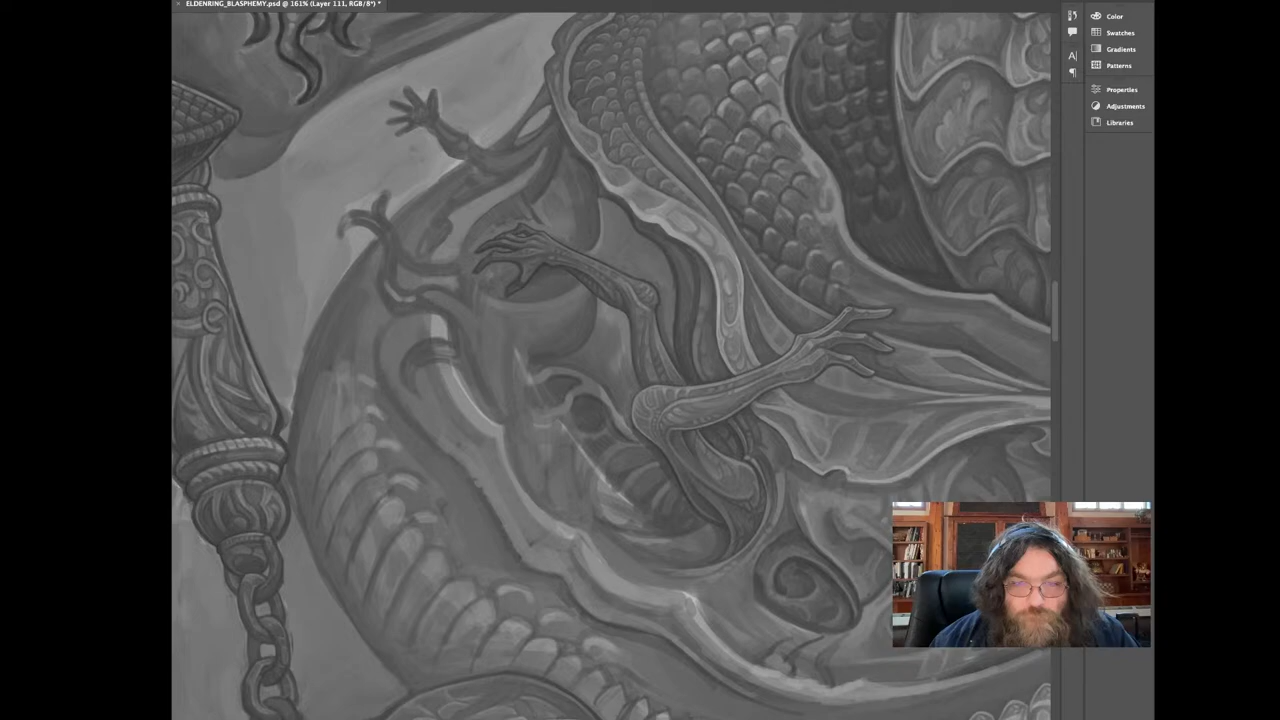 ELDENRING_BLASPHEMY.psd @ 161% (Layer 111, RGB/8*) *
Color
Swatches
Gradients
Patterns
Properties
Adjustments
Libraries